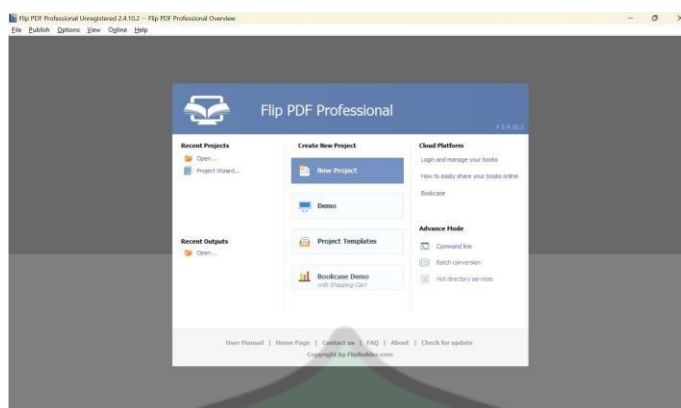 Flip PDF Professional Unregistered 2.4.10.2 -- Flip PDF Professional Overview
File Publish Options View Online Help
Flip PDF Professional
V 2.4.10.2
Recent Projects
Open...
Project Wizard...
Recent Outputs
Open...
Create New Project
New Project
Demo
Project Templates
Bookcase Demo
with Shopping Cart
Cloud Platform
Login and manage your books
How to easily share your books online
Bookcase
Advance Mode
Command line
Batch conversion
Hot directory services
User Manual | Home Page | Contact us | FAQ | About | Check for update
Copyright by FlipBuilder.com